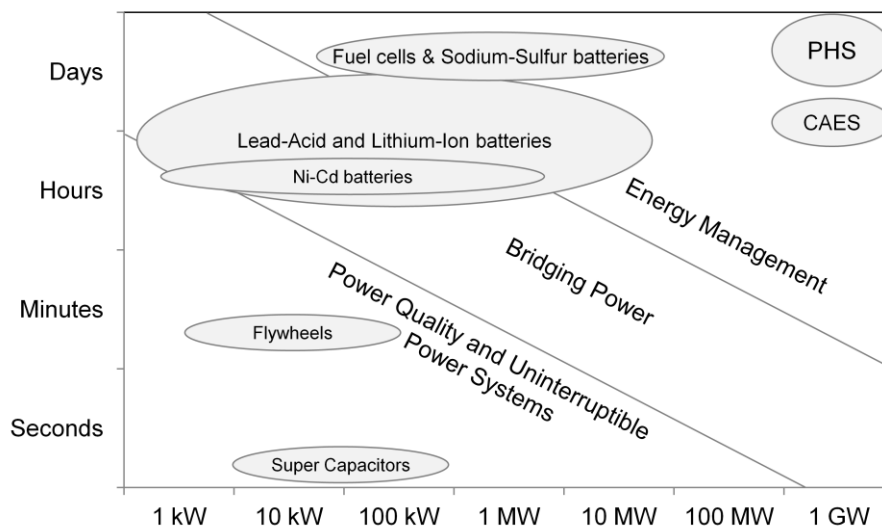 Days
Fuel cells & Sodium-Sulfur batteries
PHS
CAES
Lead-Acid and Lithium-Ion batteries
Hours
Ni-Cd batteries
Energy Management
Bridging Power
Minutes
Power Quality and Uninterruptible
Power Systems
Flywheels
Seconds
Super Capacitors
1 kW 10 kW 100 kW 1 MW 10 MW 100 MW 1 GW